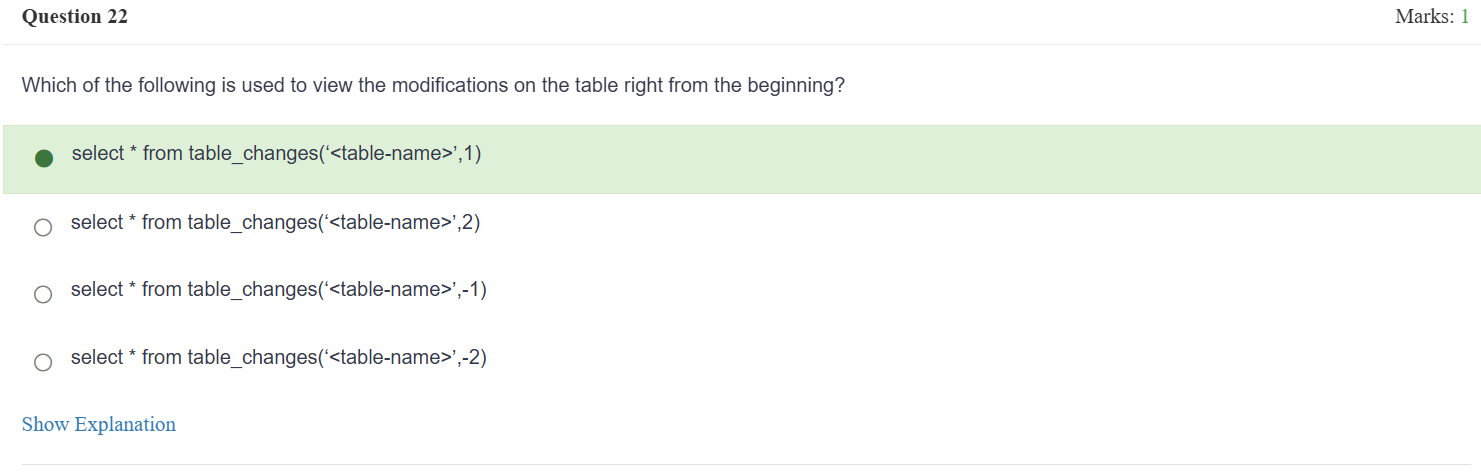 Question 22
Marks: 1
Which of the following is used to view the modifications on the table right from the beginning?
select * from table_changes(‘<table-name>’,1)
select * from table_changes(‘<table-name>’,2)
select * from table_changes(‘<table-name>’,-1)
select * from table_changes(‘<table-name>’,-2)
Show Explanation